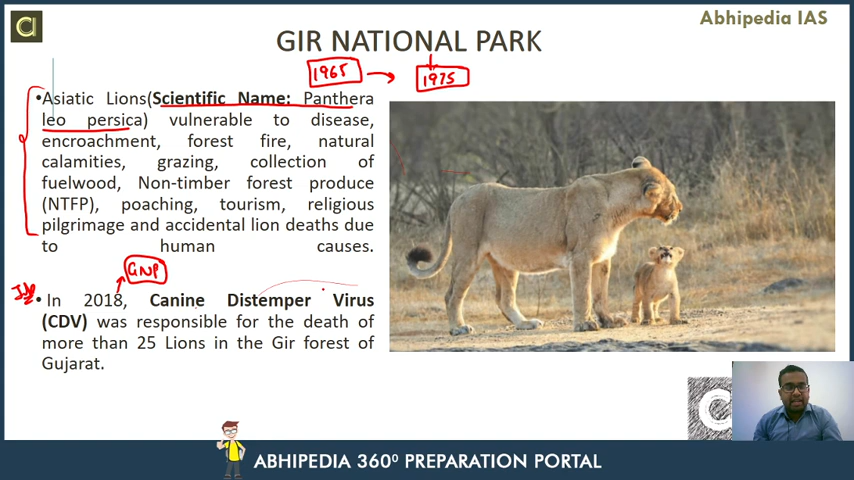 Abhipedia IAS
GIR NATIONAL PARK
1965 → 1975
•Asiatic Lions(Scientific Name: Panthera
leo persica) vulnerable to disease,
encroachment, forest fire, natural
calamities, grazing, collection of
fuelwood, Non-timber forest produce
(NTFP), poaching, tourism, religious
pilgrimage and accidental lion deaths due
to human causes.
GNP
• In 2018, Canine Distemper Virus
(CDV) was responsible for the death of
more than 25 Lions in the Gir forest of
Gujarat.
ABHIPEDIA 360⁰ PREPARATION PORTAL